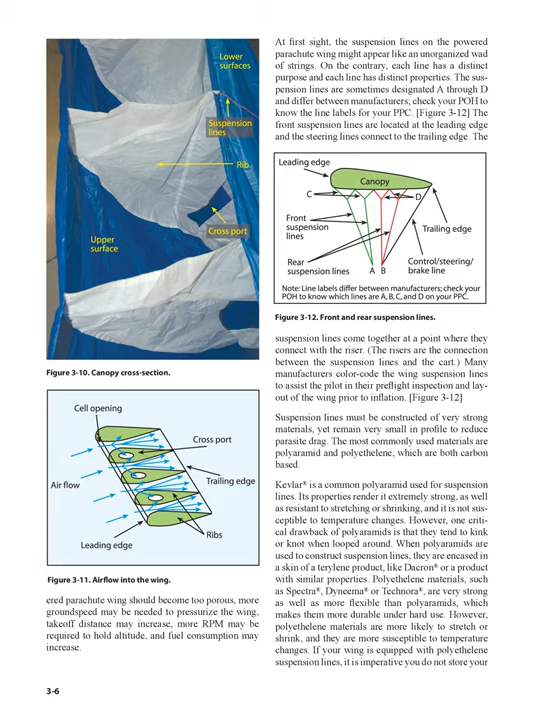 Lower
surfaces
Suspension
lines
Rib
Cross port
Upper
surface
Figure 3-10. Canopy cross-section.
Cell opening
Cross port
Air flow
Trailing edge
Ribs
Leading edge
Figure 3-11. Airflow into the wing.
ered parachute wing should become too porous, more
groundspeed may be needed to pressurize the wing,
takeoff distance may increase, more RPM may be
required to hold altitude, and fuel consumption may
increase.
At first sight, the suspension lines on the powered
parachute wing might appear like an unorganized wad
of strings. On the contrary, each line has a distinct
purpose and each line has distinct properties. The sus-
pension lines are sometimes designated A through D
and differ between manufacturers; check your POH to
know the line labels for your PPC. [Figure 3-12] The
front suspension lines are located at the leading edge
and the steering lines connect to the trailing edge. The
Leading edge
Canopy
C
D
Front
suspension
lines
Trailing edge
Rear
suspension lines
A B
Control/steering/
brake line
Note: Line labels differ between manufacturers; check your
POH to know which lines are A, B, C, and D on your PPC.
Figure 3-12. Front and rear suspension lines.
suspension lines come together at a point where they
connect with the riser. (The risers are the connection
between the suspension lines and the cart.) Many
manufacturers color-code the wing suspension lines
to assist the pilot in their preflight inspection and lay-
out of the wing prior to inflation. [Figure 3-12]
Suspension lines must be constructed of very strong
materials, yet remain very small in profile to reduce
parasite drag. The most commonly used materials are
polyaramid and polyethelene, which are both carbon
based.
Kevlar® is a common polyaramid used for suspension
lines. Its properties render it extremely strong, as well
as resistant to stretching or shrinking, and it is not sus-
ceptible to temperature changes. However, one criti-
cal drawback of polyaramids is that they tend to kink
or knot when looped around. When polyaramids are
used to construct suspension lines, they are encased in
a skin of a terylene product, like Dacron® or a product
with similar properties. Polyethelene materials, such
as Spectra®, Dyneema® or Technora®, are very strong
as well as more flexible than polyaramids, which
makes them more durable under hard use. However,
polyethelene materials are more likely to stretch or
shrink, and they are more susceptible to temperature
changes. If your wing is equipped with polyethelene
suspension lines, it is imperative you do not store your
3-6